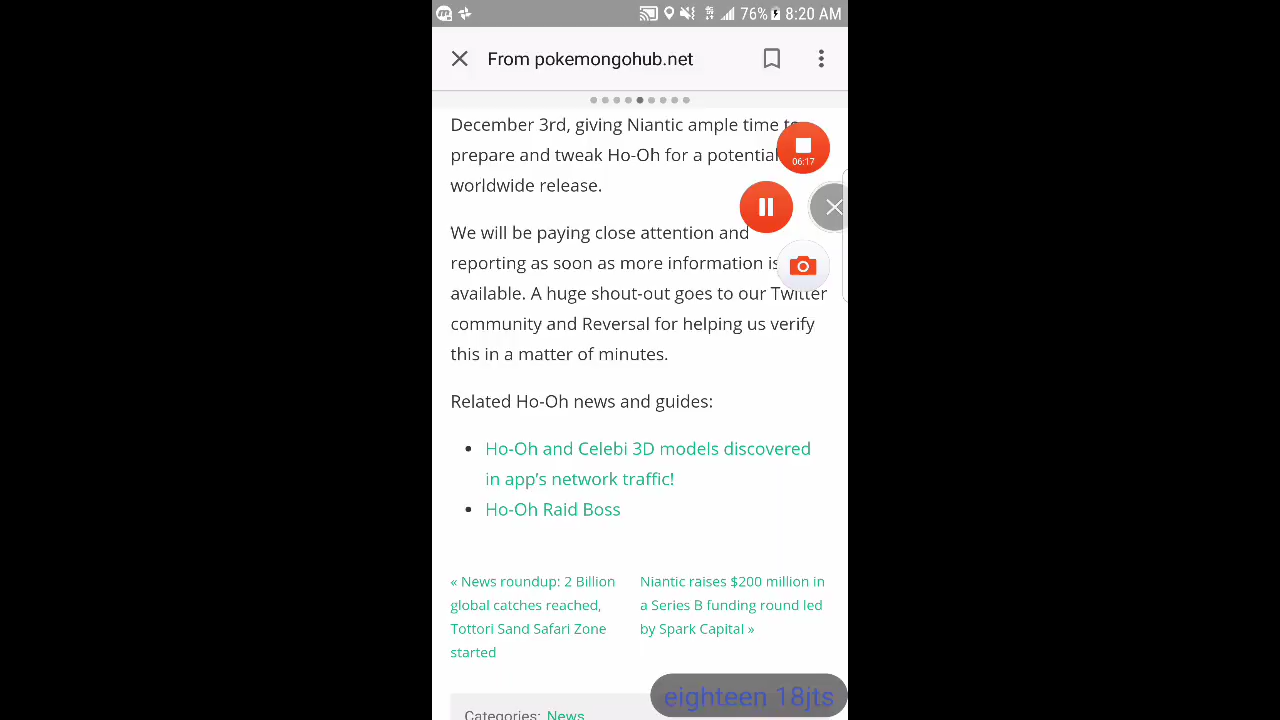 76% 8:20 AM
From pokemongohub.net
December 3rd, giving Niantic ample time
06:17
prepare and tweak Ho-Oh for a potential
worldwide release.
We will be paying close attention and
reporting as soon as more information is
available. A huge shout-out goes to our Twitter
community and Reversal for helping us verify
this in a matter of minutes.
Related Ho-Oh news and guides:
Ho-Oh and Celebi 3D models discovered
in app's network traffic!
Ho-Oh Raid Boss
« News roundup: 2 Billion
global catches reached,
Tottori Sand Safari Zone
started
Niantic raises $200 million in
a Series B funding round led
by Spark Capital »
eighteen 18jts
Categories: News